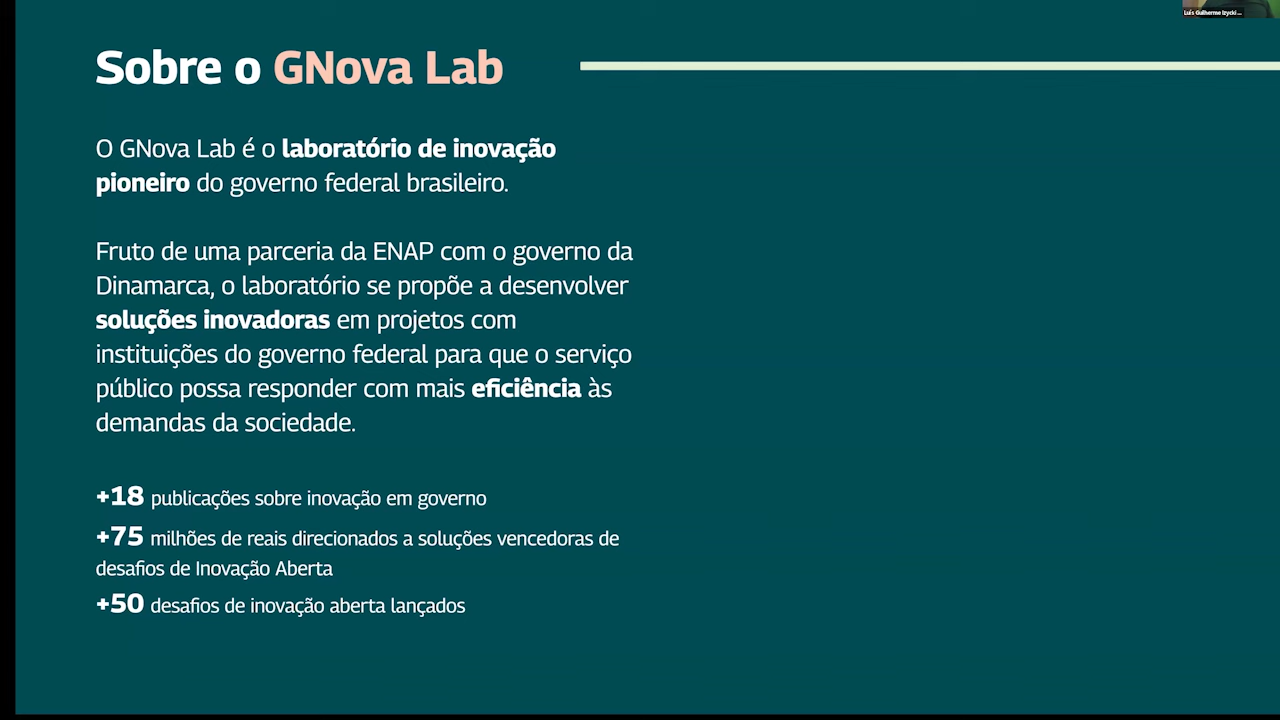 Luís Guilherme Izycki ...
Sobre o GNova Lab
O GNova Lab é o laboratório de inovação
pioneiro do governo federal brasileiro.
Fruto de uma parceria da ENAP com o governo da
Dinamarca, o laboratório se propõe a desenvolver
soluções inovadoras em projetos com
instituições do governo federal para que o serviço
público possa responder com mais eficiência às
demandas da sociedade.
+18 publicações sobre inovação em governo
+75 milhões de reais direcionados a soluções vencedoras de
desafios de Inovação Aberta
+50 desafios de inovação aberta lançados